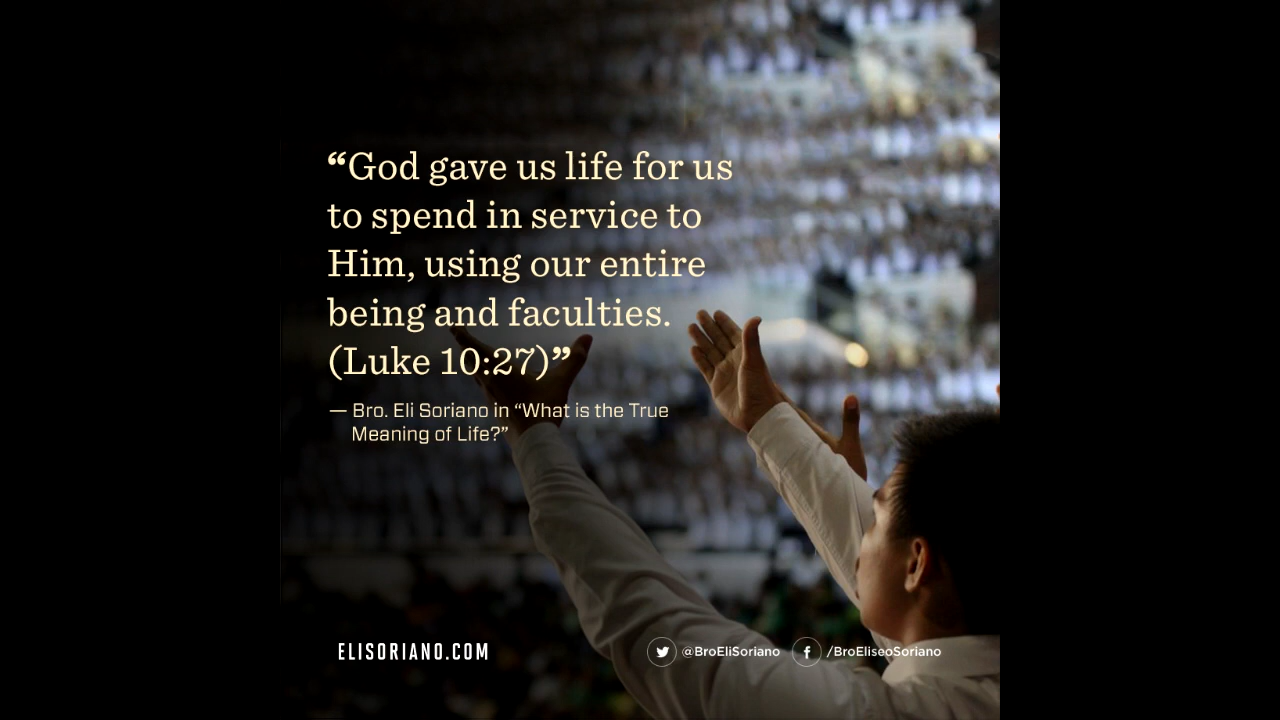 “God gave us life for us
to spend in service to
Him, using our entire
being and faculties.
(Luke 10:27)”
— Bro. Eli Soriano in “What is the True
Meaning of Life?”
ELISORIANO.COM
@BroEliSoriano
/BroEliseoSoriano